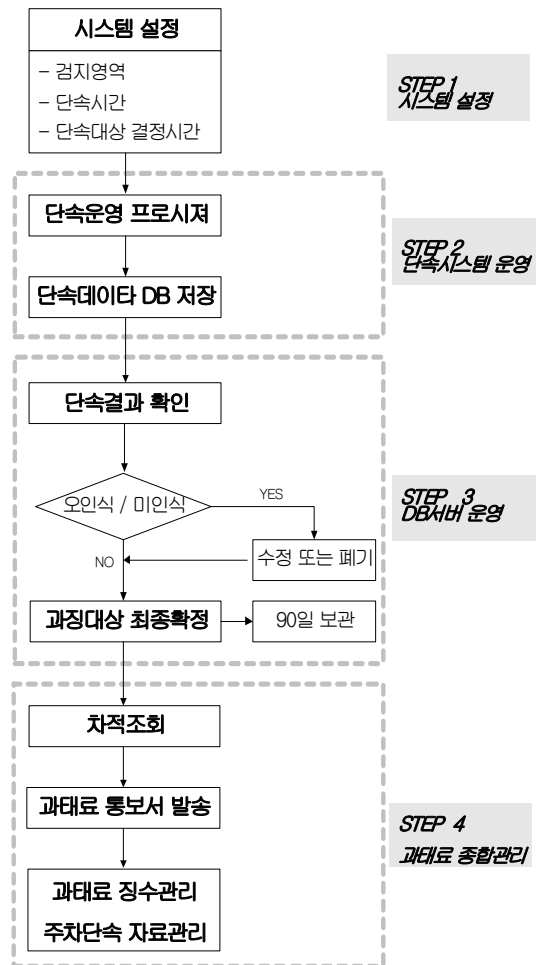 시스템 설정
- 검지영역
- 단속시간
- 단속대상 결정시간
STEP 1
시스템 설정
단속운영 프로시져
단속데이타 DB 저장
STEP 2
단속시스템 운영
단속결과 확인
오인식 / 미인식
YES
수정 또는 폐기
NO
과징대상 최종확정
90일 보관
STEP 3
DB서버 운영
차적조회
과태료 통보서 발송
과태료 징수관리
주차단속 자료관리
STEP 4
과태료 종합관리